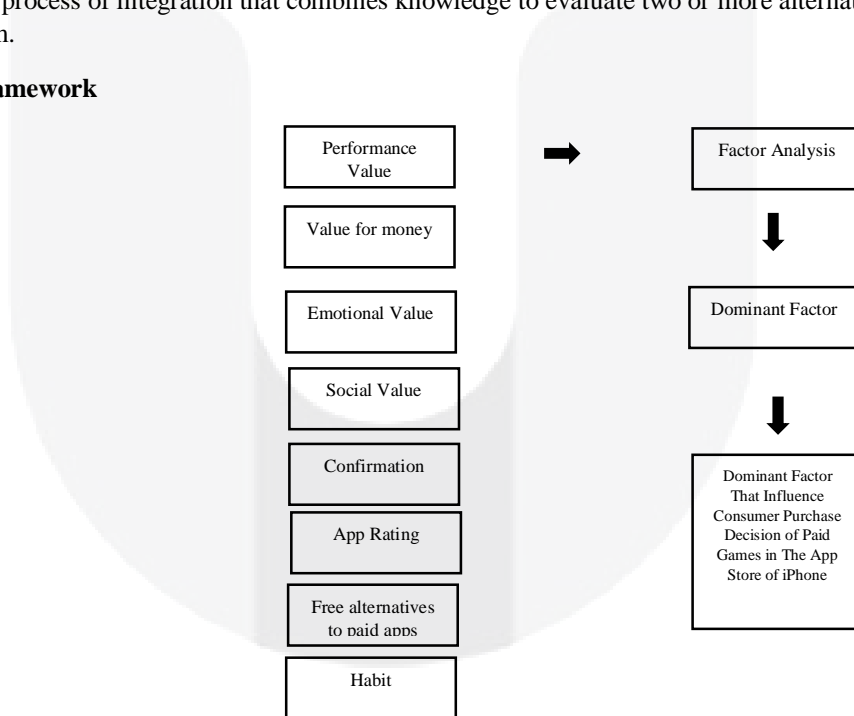 process of integration that combines knowledge to evaluate two or more
Framework
Performance
Value
Value for money
Emotional Value
Social Value
Confirmation
App Rating
Free alternatives
to paid apps
Habit
Factor Analysis
Dominant Factor
Dominant Factor
That Influence
Consumer Purchase
Decision of Paid
Games in The App
Store of iPhone